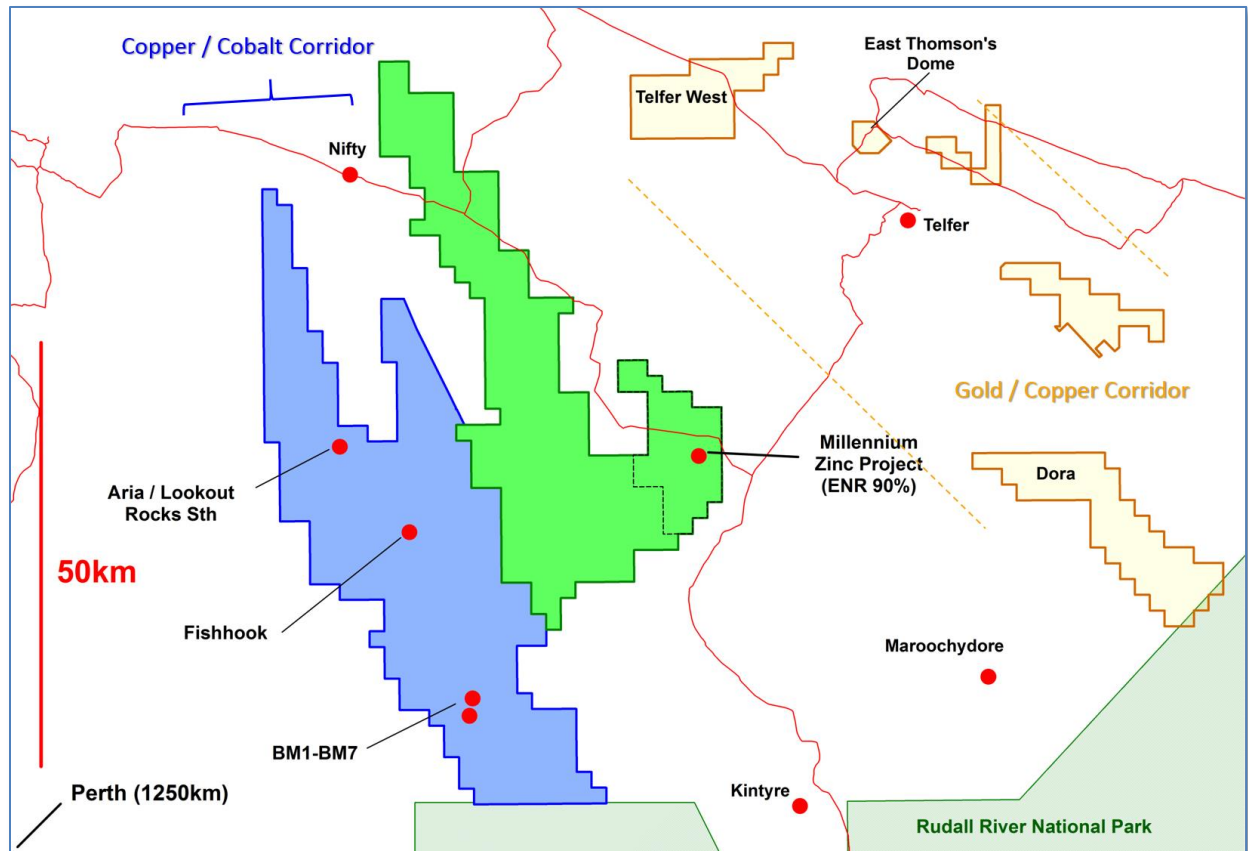 Copper / Cobalt Corridor
East Thomson's
Dome
Telfer West
Nifty
Telfer
Gold / Copper Corridor
Millennium
Zinc Project
(ENR 90%)
Dora
Aria / Lookout
Rocks Sth
50km
Fishhook
Maroochydore
BM1-BM7
Perth (1250km)
Kintyre
Rudall River National Park